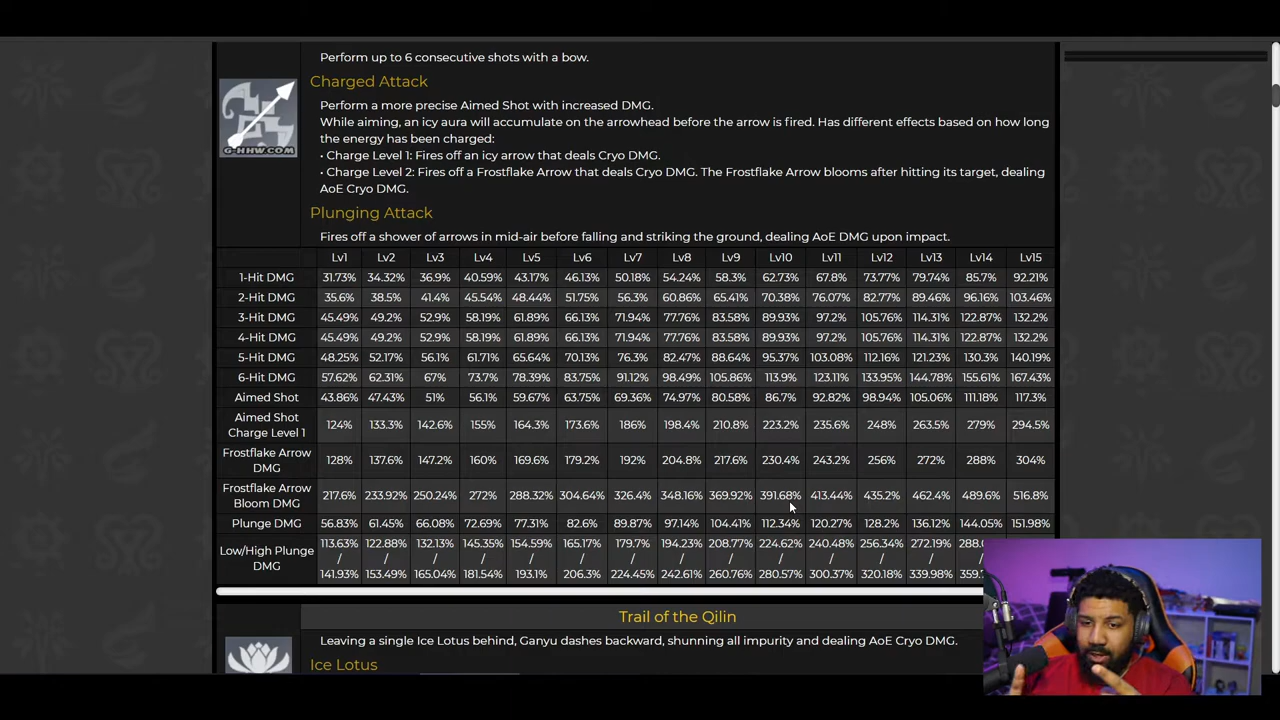 Perform up to 6 consecutive shots with a bow.
Charged Attack
Perform a more precise Aimed Shot with increased DMG.
While aiming, an icy aura will accumulate on the arrowhead before the arrow is fired. Has different effects based on how long
the energy has been charged:
• Charge Level 1: Fires off an icy arrow that deals Cryo DMG.
• Charge Level 2: Fires off a Frostflake Arrow that deals Cryo DMG. The Frostflake Arrow blooms after hitting its target, dealing
AoE Cryo DMG.
G-HHW.COM
Plunging Attack
Fires off a shower of arrows in mid-air before falling and striking the ground, dealing AoE DMG upon impact.
Lv1 Lv2 Lv3 Lv4 Lv5 Lv6 Lv7 Lv8 Lv9 Lv10 Lv11 Lv12 Lv13 Lv14 Lv15
1-Hit DMG 31.73% 34.32% 36.9% 40.59% 43.17% 46.13% 50.18% 54.24% 58.3% 62.73% 67.8% 73.77% 79.74% 85.7% 92.21%
2-Hit DMG 35.6% 38.5% 41.4% 45.54% 48.44% 51.75% 56.3% 60.86% 65.41% 70.38% 76.07% 82.77% 89.46% 96.16% 103.46%
3-Hit DMG 45.49% 49.2% 52.9% 58.19% 61.89% 66.13% 71.94% 77.76% 83.58% 89.93% 97.2% 105.76% 114.31% 122.87% 132.2%
4-Hit DMG 45.49% 49.2% 52.9% 58.19% 61.89% 66.13% 71.94% 77.76% 83.58% 89.93% 97.2% 105.76% 114.31% 122.87% 132.2%
5-Hit DMG 48.25% 52.17% 56.1% 61.71% 65.64% 70.13% 76.3% 82.47% 88.64% 95.37% 103.08% 112.16% 121.23% 130.3% 140.19%
6-Hit DMG 57.62% 62.31% 67% 73.7% 78.39% 83.75% 91.12% 98.49% 105.86% 113.9% 123.11% 133.95% 144.78% 155.61% 167.43%
Aimed Shot 43.86% 47.43% 51% 56.1% 59.67% 63.75% 69.36% 74.97% 80.58% 86.7% 92.82% 98.94% 105.06% 111.18% 117.3%
Aimed Shot
Charge Level 1 124% 133.3% 142.6% 155% 164.3% 173.6% 186% 198.4% 210.8% 223.2% 235.6% 248% 263.5% 279% 294.5%
Frostflake Arrow
DMG 128% 137.6% 147.2% 160% 169.6% 179.2% 192% 204.8% 217.6% 230.4% 243.2% 256% 272% 288% 304%
Frostflake Arrow
Bloom DMG 217.6% 233.92% 250.24% 272% 288.32% 304.64% 326.4% 348.16% 369.92% 391.68% 413.44% 435.2% 462.4% 489.6% 516.8%
Plunge DMG 56.83% 61.45% 66.08% 72.69% 77.31% 82.6% 89.87% 97.14% 104.41% 112.34% 120.27% 128.2% 136.12% 144.05% 151.98%
113.63% 122.88% 132.13% 145.35% 154.59% 165.17% 179.7% 194.23% 208.77% 224.62% 240.48% 256.34% 272.19%
Low/High Plunge
DMG / / / / / / / / / / / / /
141.93% 153.49% 165.04% 181.54% 193.1% 206.3% 224.45% 242.61% 260.76% 280.57% 300.37% 320.18% 339.98%
Trail of the Qilin
Leaving a single Ice Lotus behind, Ganyu dashes backward, shunning all impurity and dealing AoE Cryo DMG.
Ice Lotus